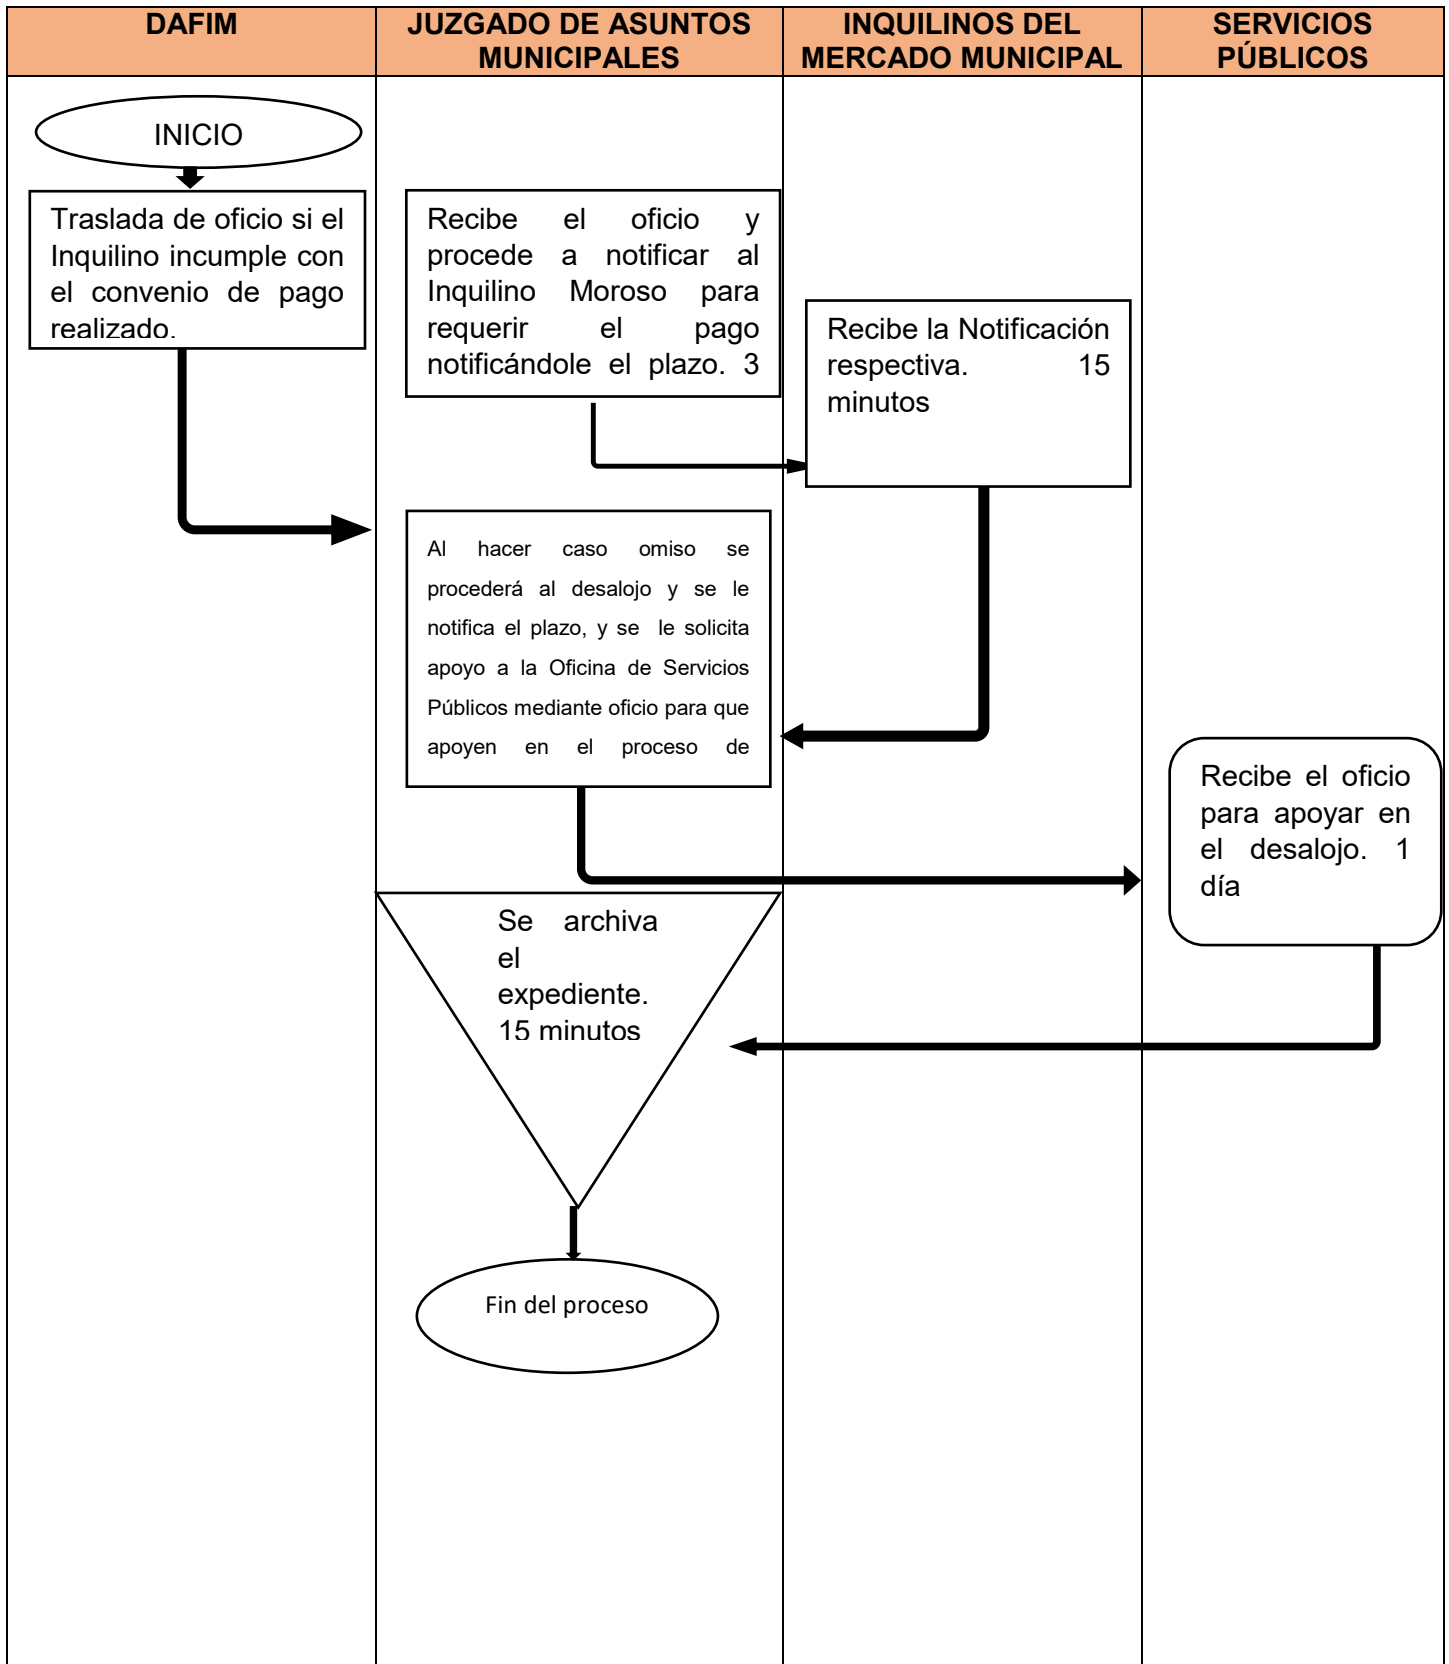 DAFIM
JUZGADO DE ASUNTOS
MUNICIPALES
INQUILINOS DEL
MERCADO MUNICIPAL
SERVICIOS
PÚBLICOS
INICIO
Traslada de oficio si el
Inquilino incumple con
el convenio de pago
realizado.
Recibe el oficio y
procede a notificar al
Inquilino Moroso para
requerir el pago
notificándole el plazo. 3
Recibe la Notificación
respectiva. 15
minutos
Al hacer caso omiso se
procederá al desalojo y se le
notifica el plazo, y se le solicita
apoyo a la Oficina de Servicios
Públicos mediante oficio para que
apoyen en el proceso de
Recibe el oficio
para apoyar en
el desalojo. 1
día
Se archiva
el
expediente.
15 minutos
Fin del proceso